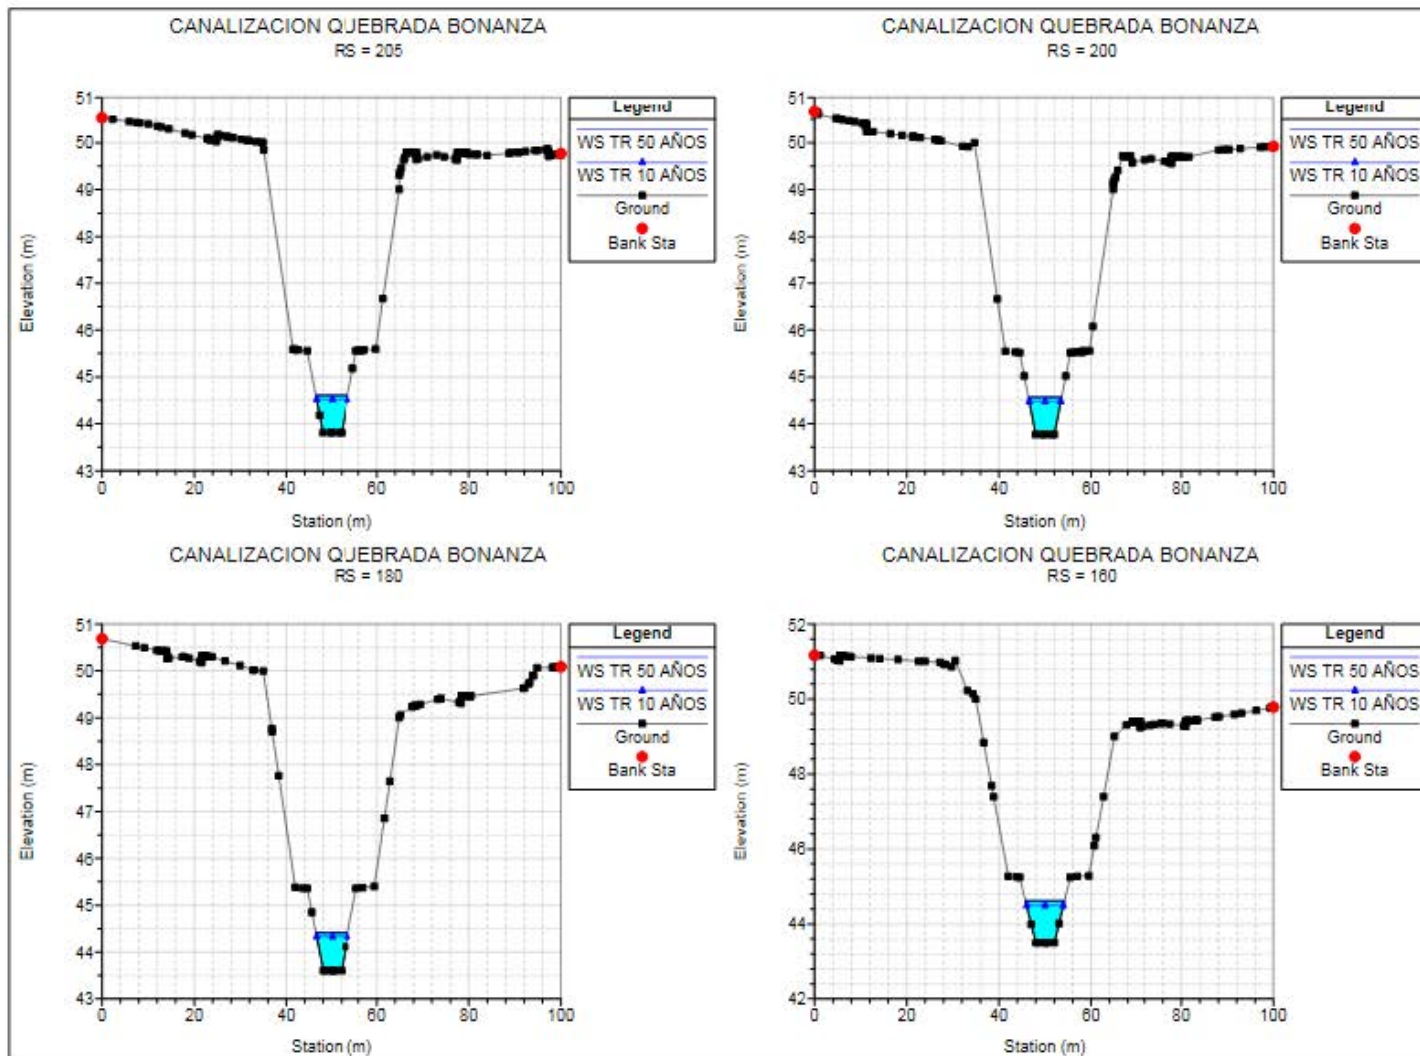 CANALIZACION QUEBRADA BONANZA
RS = 205
Elevation (m)
51
50
49
48
47
46
45
44
43
0
20
40
60
80
100
Station (m)
Legend
WS TR 50 AÑOS
WS TR 10 AÑOS
Ground
Bank Sta
CANALIZACION QUEBRADA BONANZA
RS = 200
Elevation (m)
51
50
49
48
47
46
45
44
43
0
20
40
60
80
100
Station (m)
Legend
WS TR 50 AÑOS
WS TR 10 AÑOS
Ground
Bank Sta
CANALIZACION QUEBRADA BONANZA
RS = 180
Elevation (m)
51
50
49
48
47
46
45
44
43
0
20
40
60
80
100
Station (m)
Legend
WS TR 50 AÑOS
WS TR 10 AÑOS
Ground
Bank Sta
CANALIZACION QUEBRADA BONANZA
RS = 160
Elevation (m)
52
50
48
46
44
42
0
20
40
60
80
100
Station (m)
Legend
WS TR 50 AÑOS
WS TR 10 AÑOS
Ground
Bank Sta